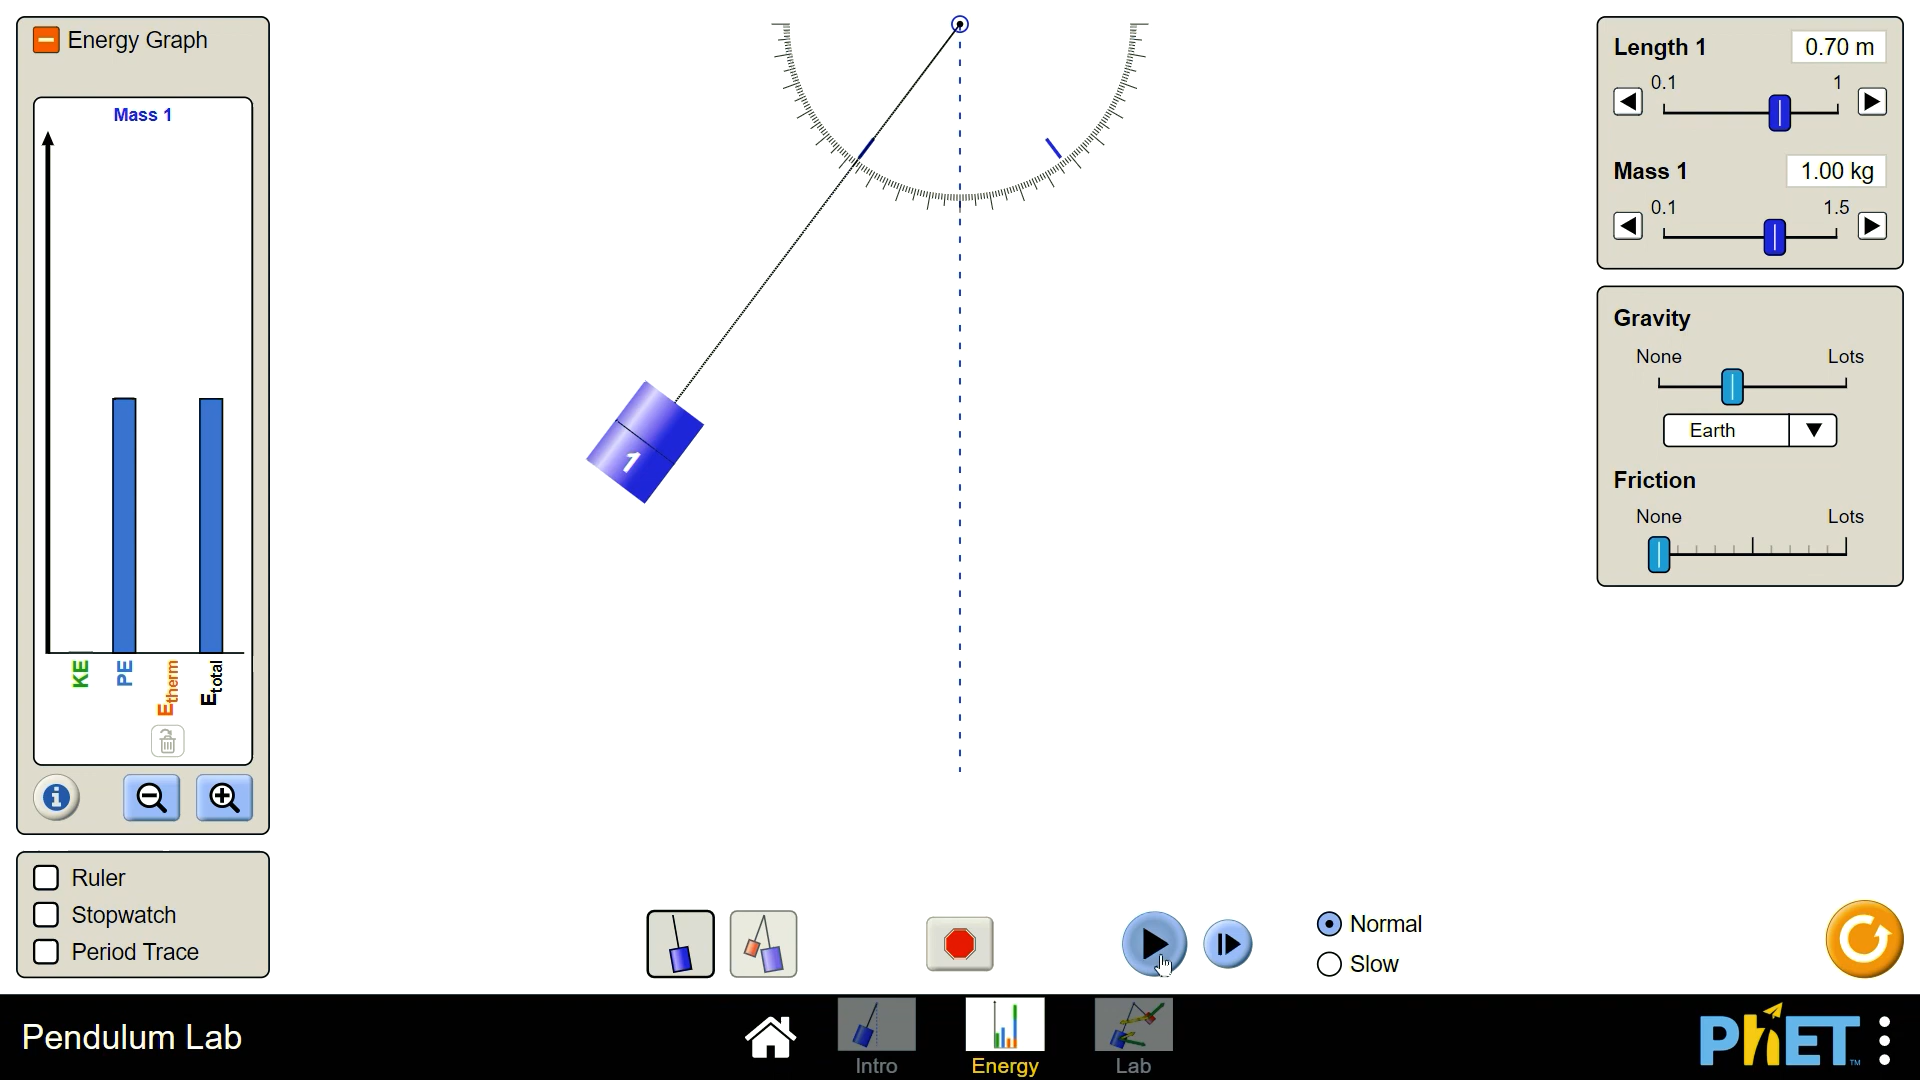 Energy Graph
Mass 1
KE
PE
Etherm
Etotal
Ruler
Stopwatch
Period Trace
1
Length 1
0.70 m
0.1
1
Mass 1
1.00 kg
0.1
1.5
Gravity
None
Lots
Earth
Friction
None
Lots
Normal
Slow
Pendulum Lab
Intro
Energy
Lab
PhET
TM